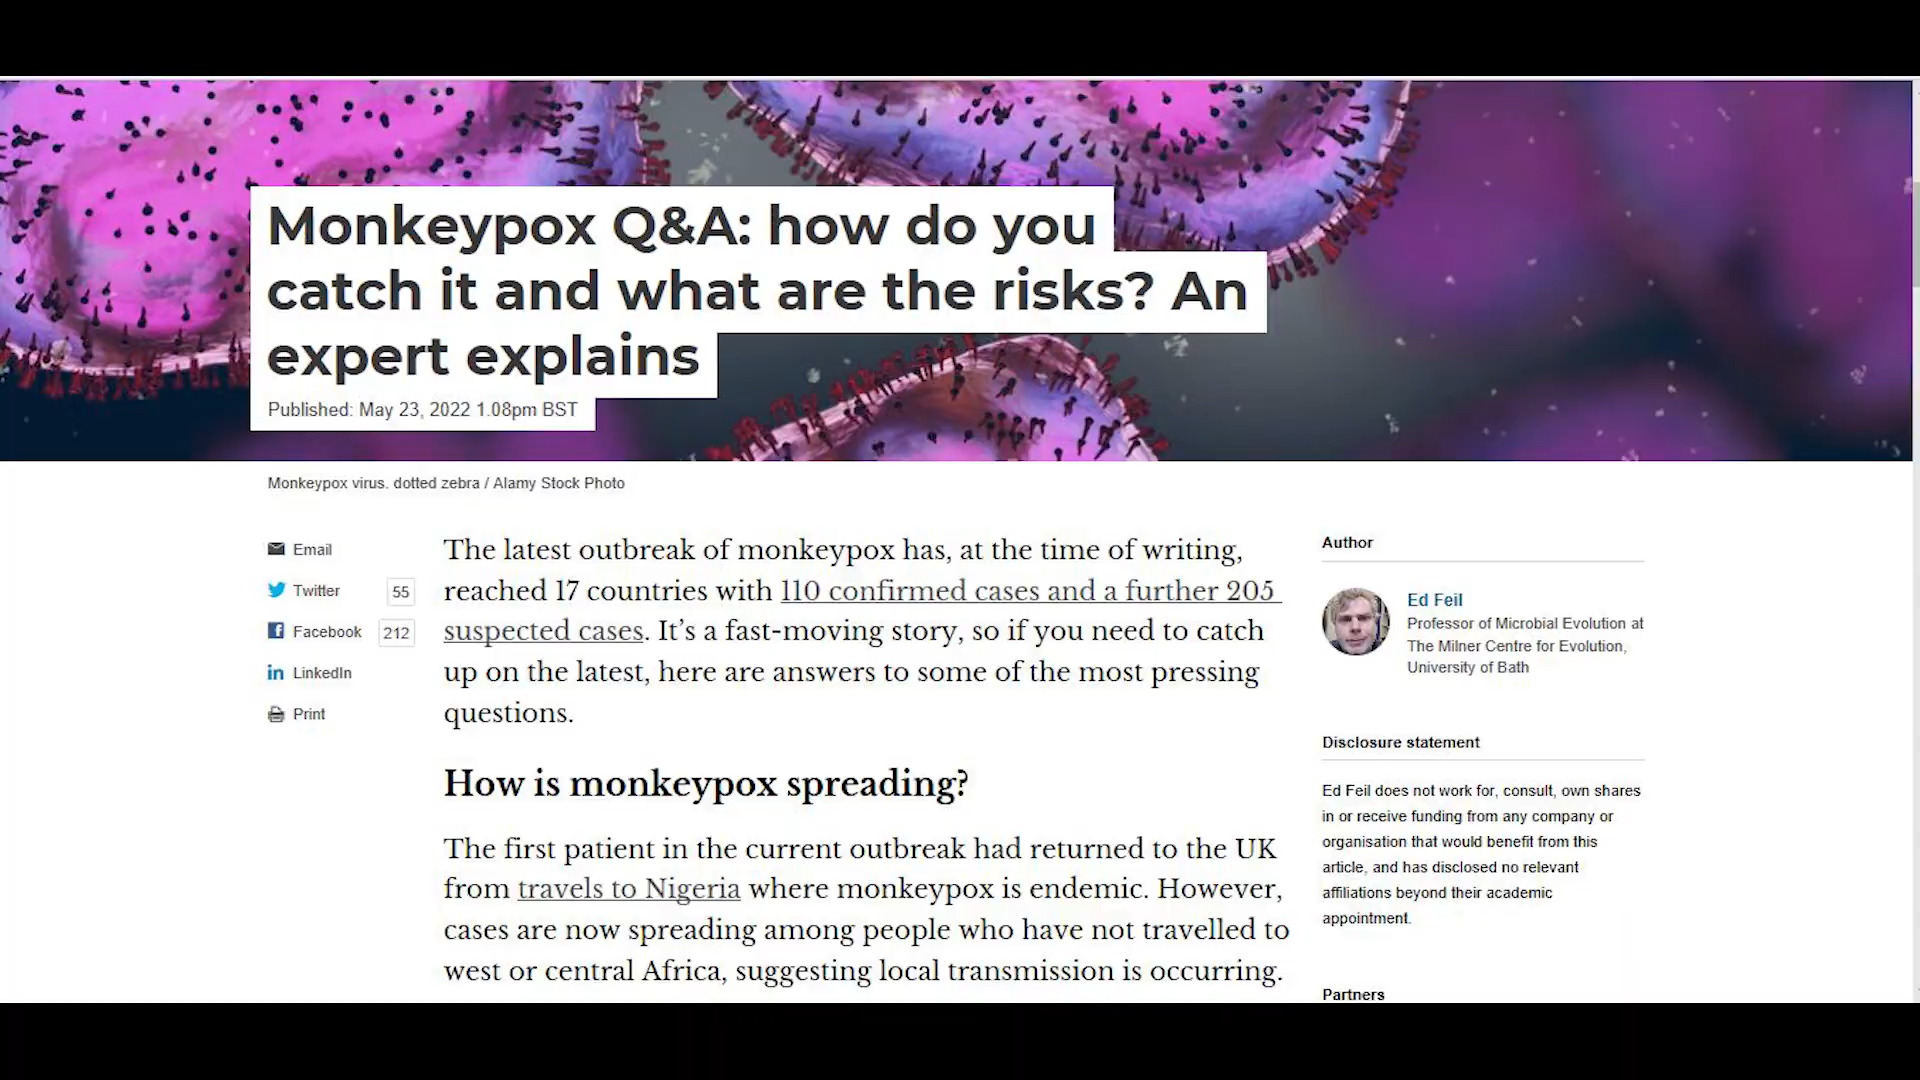 Monkeypox Q&A: how do you
catch it and what are the risks? An
expert explains
Published: May 23, 2022 1.08pm BST
Monkeypox virus. dotted zebra / Alamy Stock Photo
Email
Twitter 55
Facebook 212
LinkedIn
Print
The latest outbreak of monkeypox has, at the time of writing,
reached 17 countries with 110 confirmed cases and a further 205
suspected cases. It’s a fast-moving story, so if you need to catch
up on the latest, here are answers to some of the most pressing
questions.
How is monkeypox spreading?
The first patient in the current outbreak had returned to the UK
from travels to Nigeria where monkeypox is endemic. However,
cases are now spreading among people who have not travelled to
west or central Africa, suggesting local transmission is occurring.
Author
Ed Feil
Professor of Microbial Evolution at
The Milner Centre for Evolution,
University of Bath
Disclosure statement
Ed Feil does not work for, consult, own shares
in or receive funding from any company or
organisation that would benefit from this
article, and has disclosed no relevant
affiliations beyond their academic
appointment.
Partners